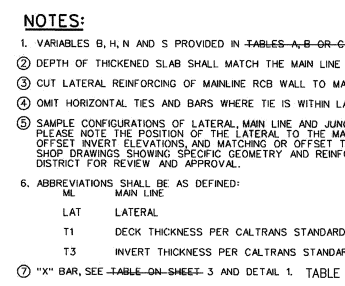 NOTES:
1. VARIABLES B, H, N AND S PROVIDED IN TABLES A, B OR C
2 DEPTH OF THICKENED SLAB SHALL MATCH THE MAIN LINE
3 CUT LATERAL REINFORCING OF MAINLINE RCB WALL TO
4 OMIT HORIZONTAL TIES AND BARS WHERE TIE IS WITHIN
5 SAMPLE CONFIGURATIONS OF LATERAL, MAIN LINE AND
PLEASE NOTE THE POSITION OF THE LATERAL TO THE
OFFSET INVERT ELEVATIONS, AND MATCHING OR OFFSET
SHOP DRAWINGS SHOWING SPECIFIC GEOMETRY AND
DISTRICT FOR REVIEW AND APPROVAL.
6. ABBREVIATIONS SHALL BE AS DEFINED:
ML MAIN LINE
LAT LATERAL
T1 DECK THICKNESS PER CALTRANS STANDARD
T3 INVERT THICKNESS PER CALTRANS
7 "X" BAR, SEE TABLE ON SHEET 3 AND DETAIL 1. TABLE